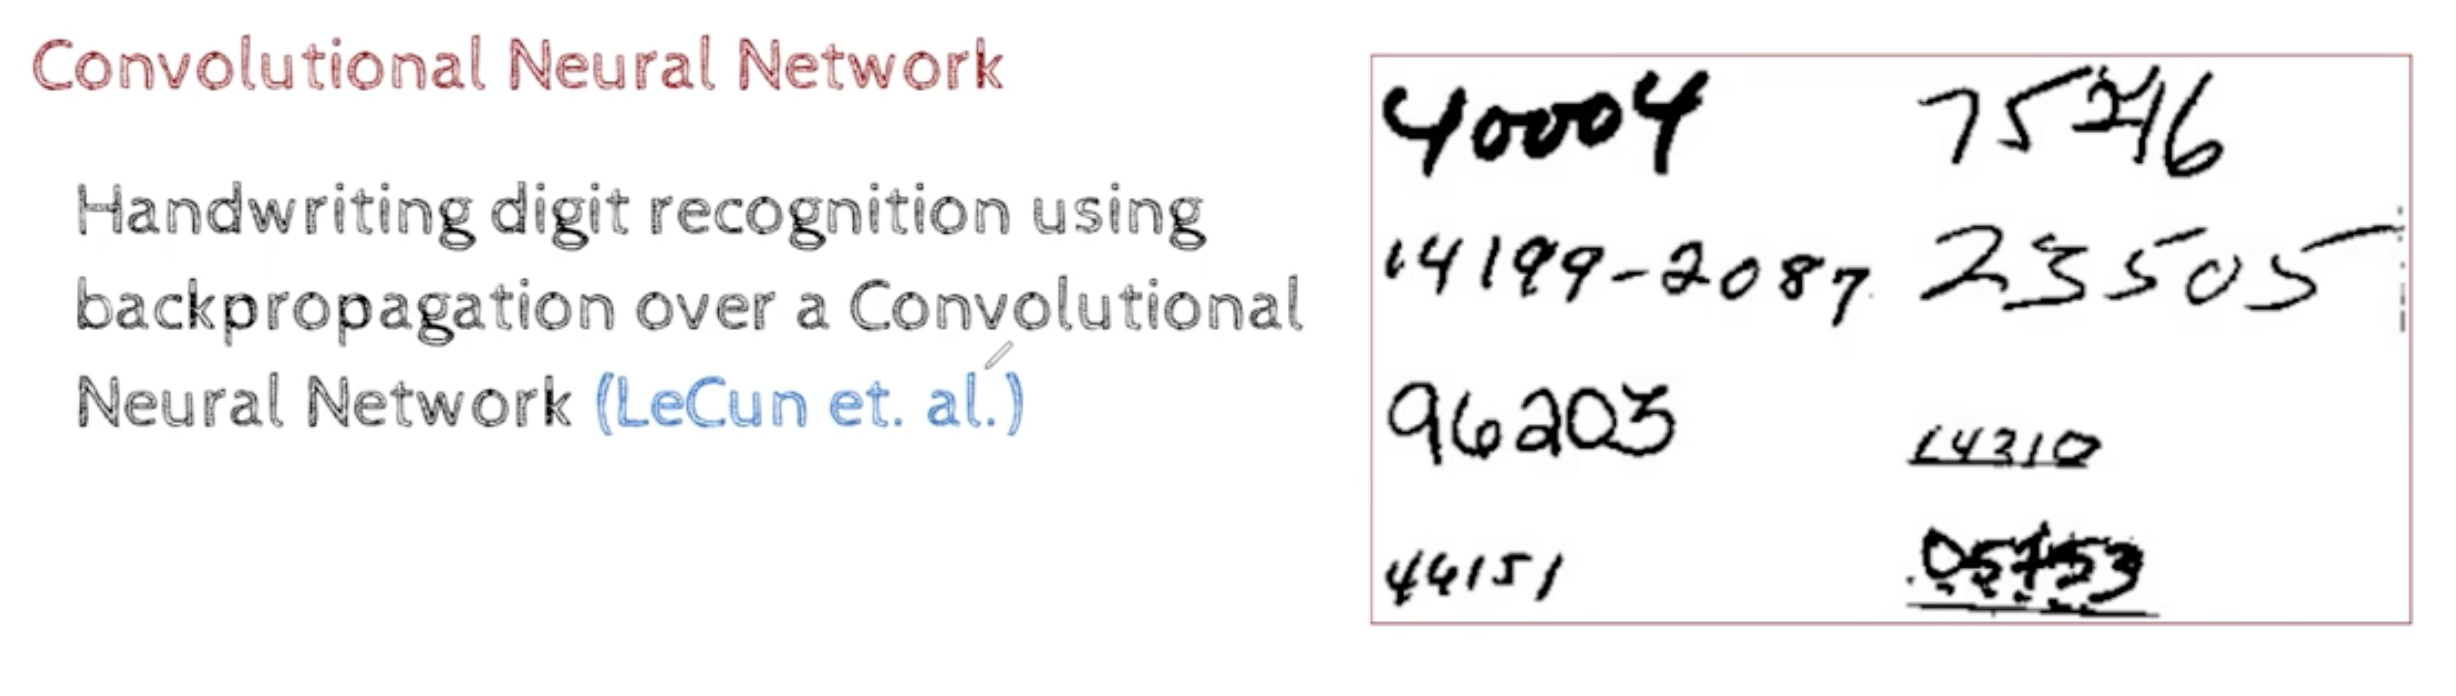 Convolutional Neural Network
Handwriting digit recognition using
backpropagation over a Convolutional
Neural Network (LeCun et. al.)
40004 75216
14199-2087 23505
96203 14310
44151 05753